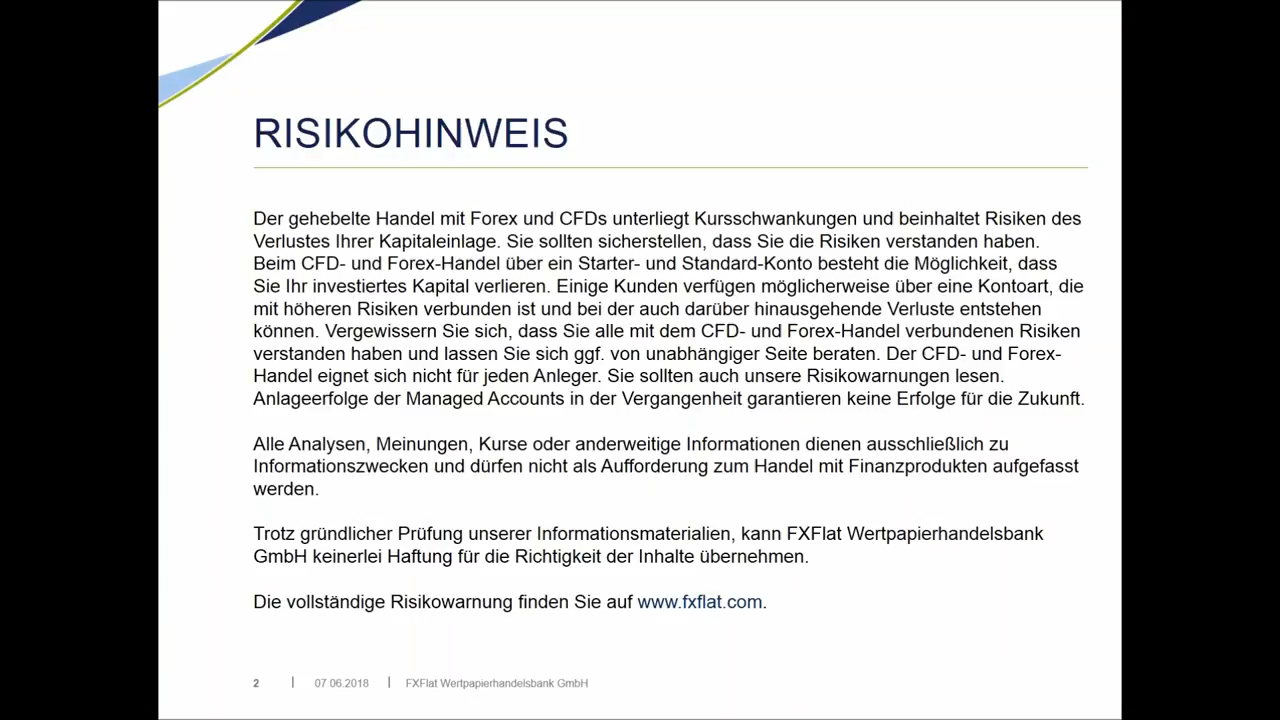 RISIKOHINWEIS
Der gehebelte Handel mit Forex und CFDs unterliegt Kursschwankungen und beinhaltet Risiken des
Verlustes Ihrer Kapitaleinlage. Sie sollten sicherstellen, dass Sie die Risiken verstanden haben.
Beim CFD- und Forex-Handel über ein Starter- und Standard-Konto besteht die Möglichkeit, dass
Sie Ihr investiertes Kapital verlieren. Einige Kunden verfügen möglicherweise über eine Kontoart, die
mit höheren Risiken verbunden ist und bei der auch darüber hinausgehende Verluste entstehen
können. Vergewissern Sie sich, dass Sie alle mit dem CFD- und Forex-Handel verbundenen Risiken
verstanden haben und lassen Sie sich ggf. von unabhängiger Seite beraten. Der CFD- und Forex-
Handel eignet sich nicht für jeden Anleger. Sie sollten auch unsere Risikowarnungen lesen.
Anlageerfolge der Managed Accounts in der Vergangenheit garantieren keine Erfolge für die Zukunft.
Alle Analysen, Meinungen, Kurse oder anderweitige Informationen dienen ausschließlich zu
Informationszwecken und dürfen nicht als Aufforderung zum Handel mit Finanzprodukten aufgefasst
werden.
Trotz gründlicher Prüfung unserer Informationsmaterialien, kann FXFlat Wertpapierhandelsbank
GmbH keinerlei Haftung für die Richtigkeit der Inhalte übernehmen.
Die vollständige Risikowarnung finden Sie auf www.fxflat.com.
2 | 07.06.2018 | FXFlat Wertpapierhandelsbank GmbH